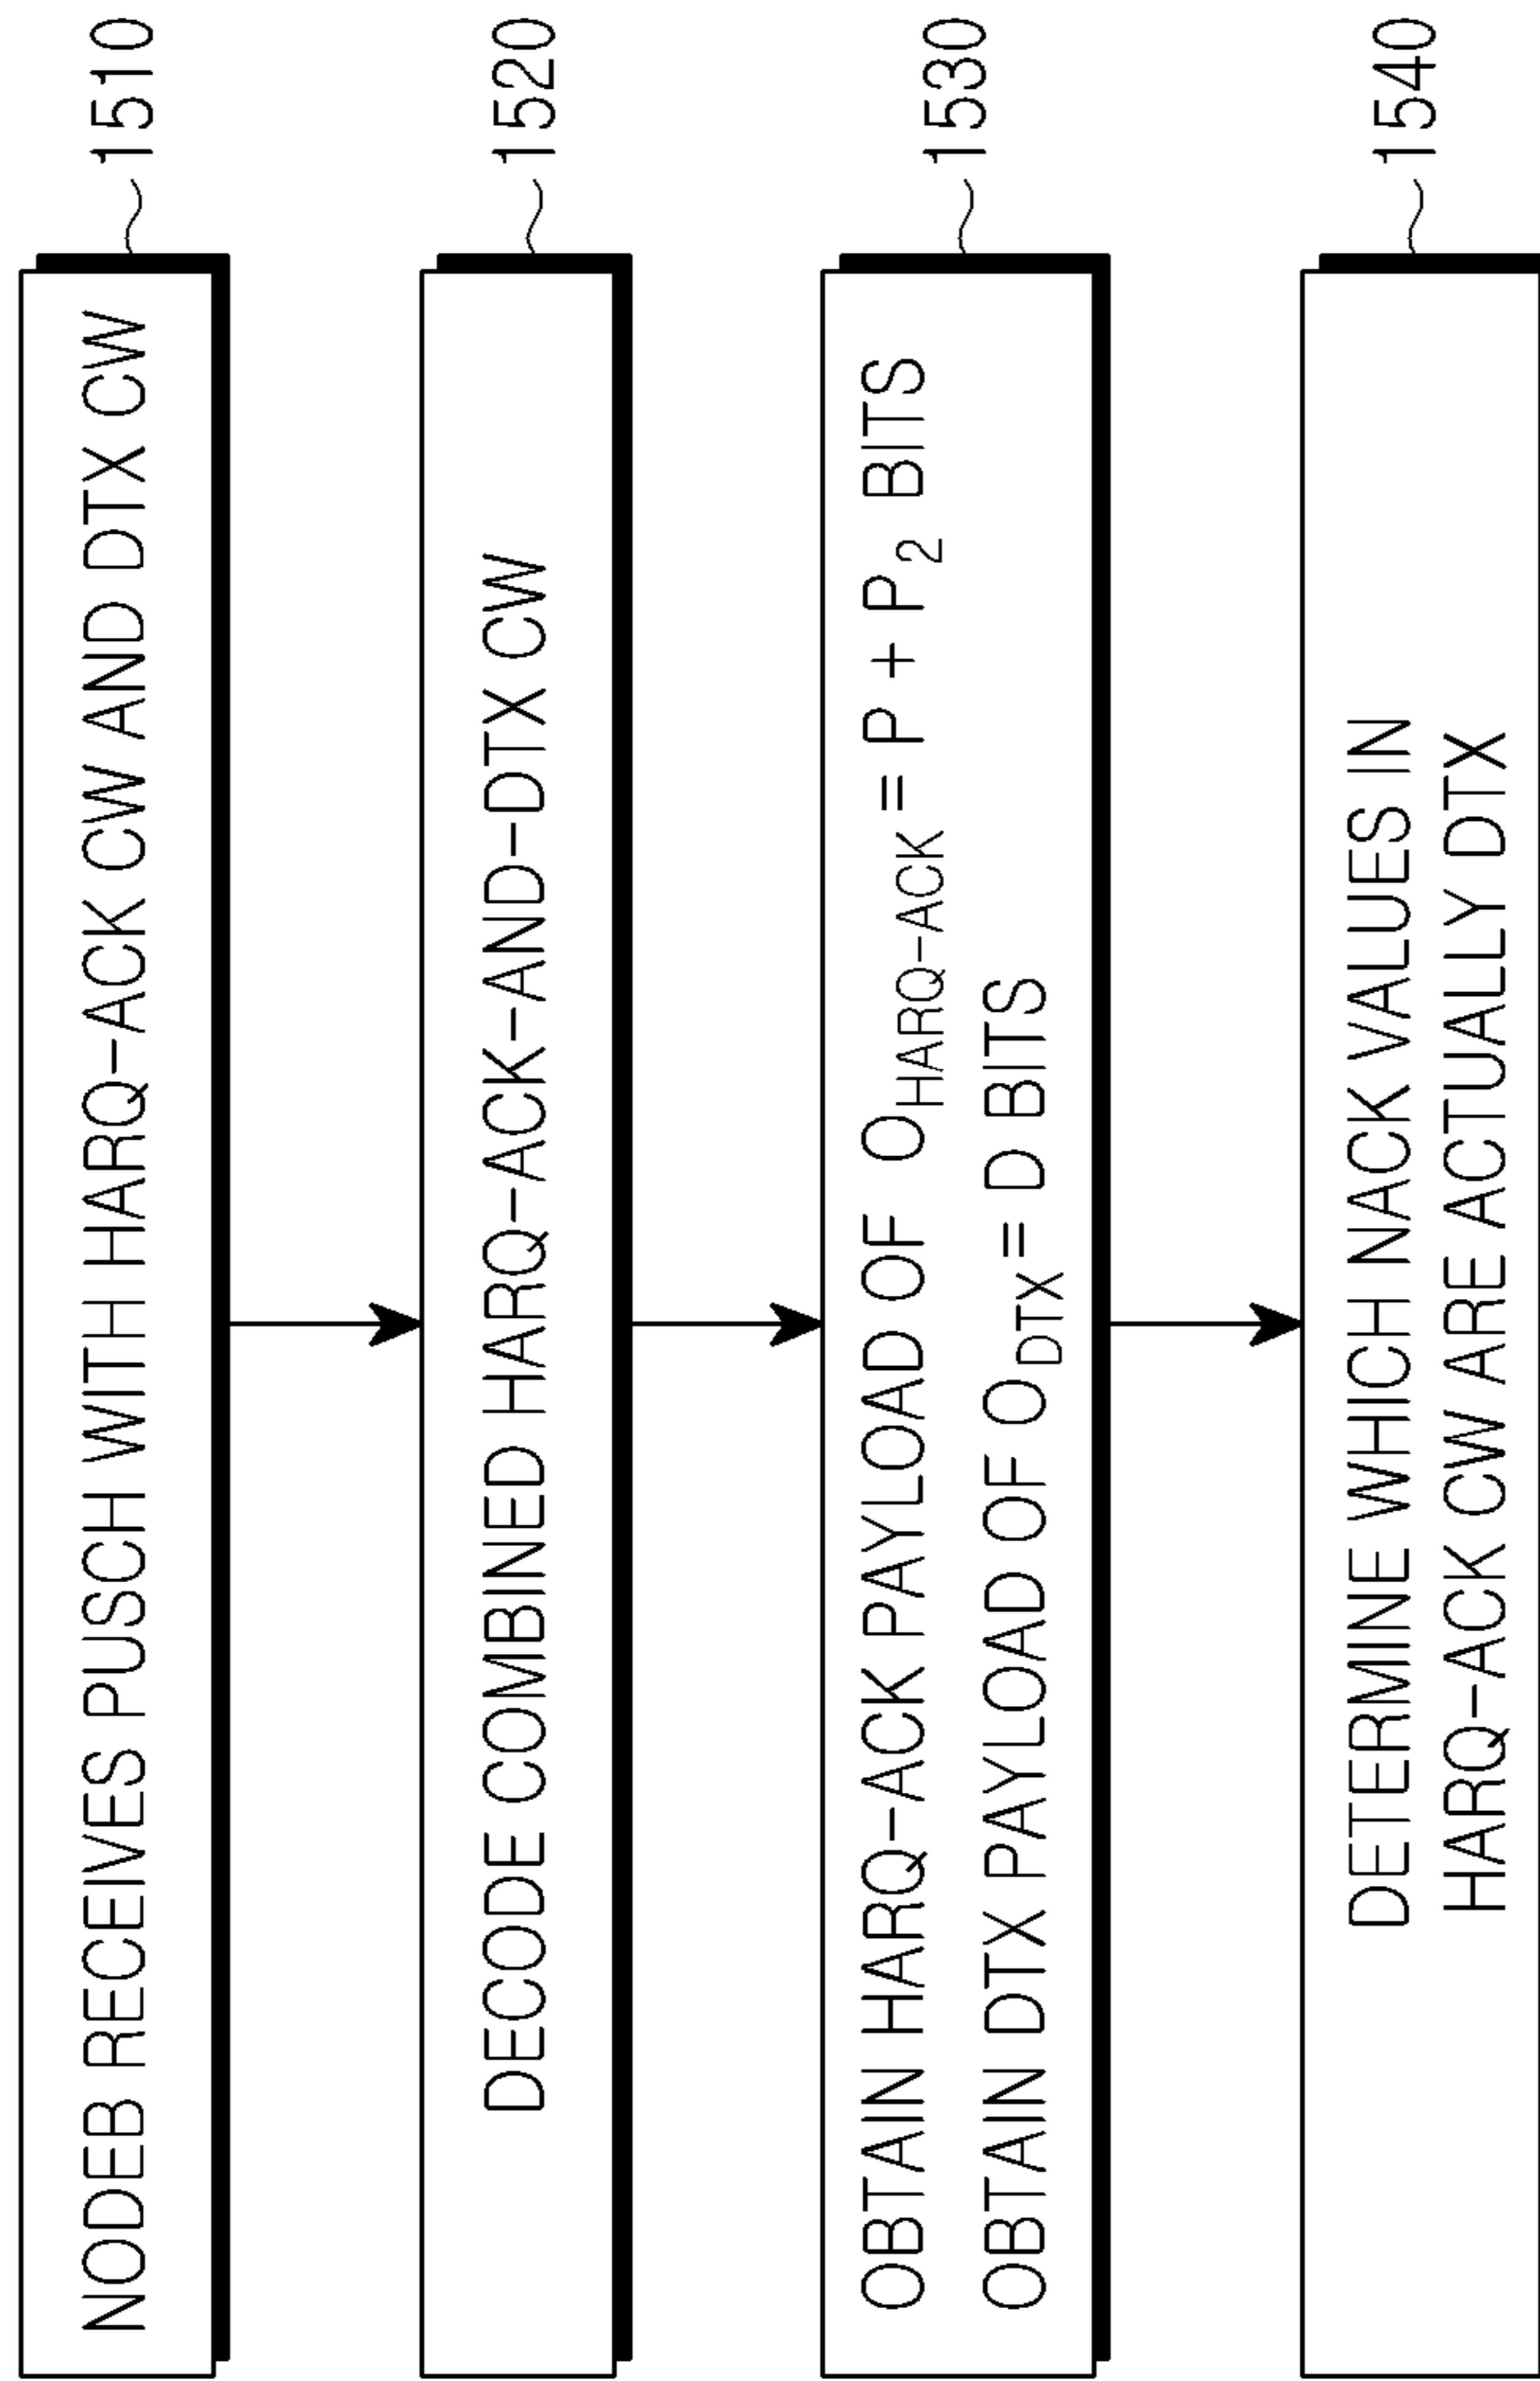 NODEB RECEIVES PUSCH WITH HARQ-ACK CW AND DTX CW
1510
DECODE COMBINED HARQ-ACK-AND-DTX CW
1520
OBTAIN HARQ-ACK PAYLOAD OF O_HARQ-ACK = P + P_2 BITS
OBTAIN DTX PAYLOAD OF O_DTX = D BITS
1530
DETERMINE WHICH NACK VALUES IN
HARQ-ACK CW ARE ACTUALLY DTX
1540